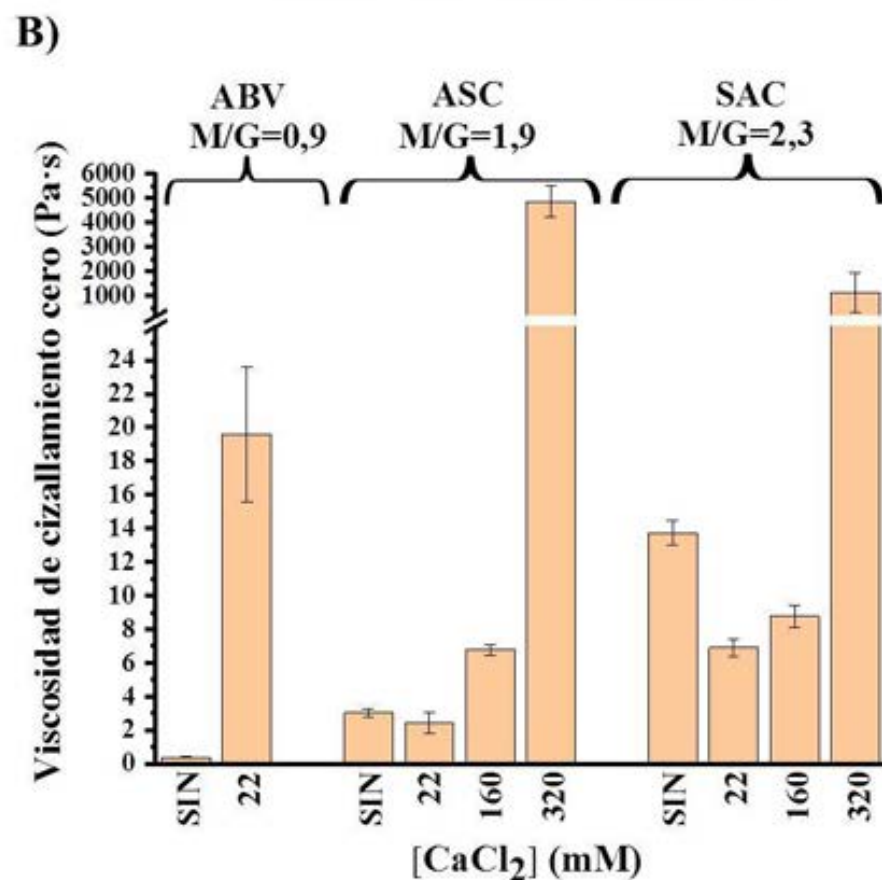 B)
ABV
M/G=0,9
ASC
M/G=1,9
SAC
M/G=2,3
Viscosidad de cizallamiento cero (Pa·s)
6000
5000
4000
3000
2000
1000
24
22
20
18
16
14
12
10
8
6
4
2
0
SIN
22
SIN
22
160
320
SIN
22
160
320
[CaCl₂] (mM)